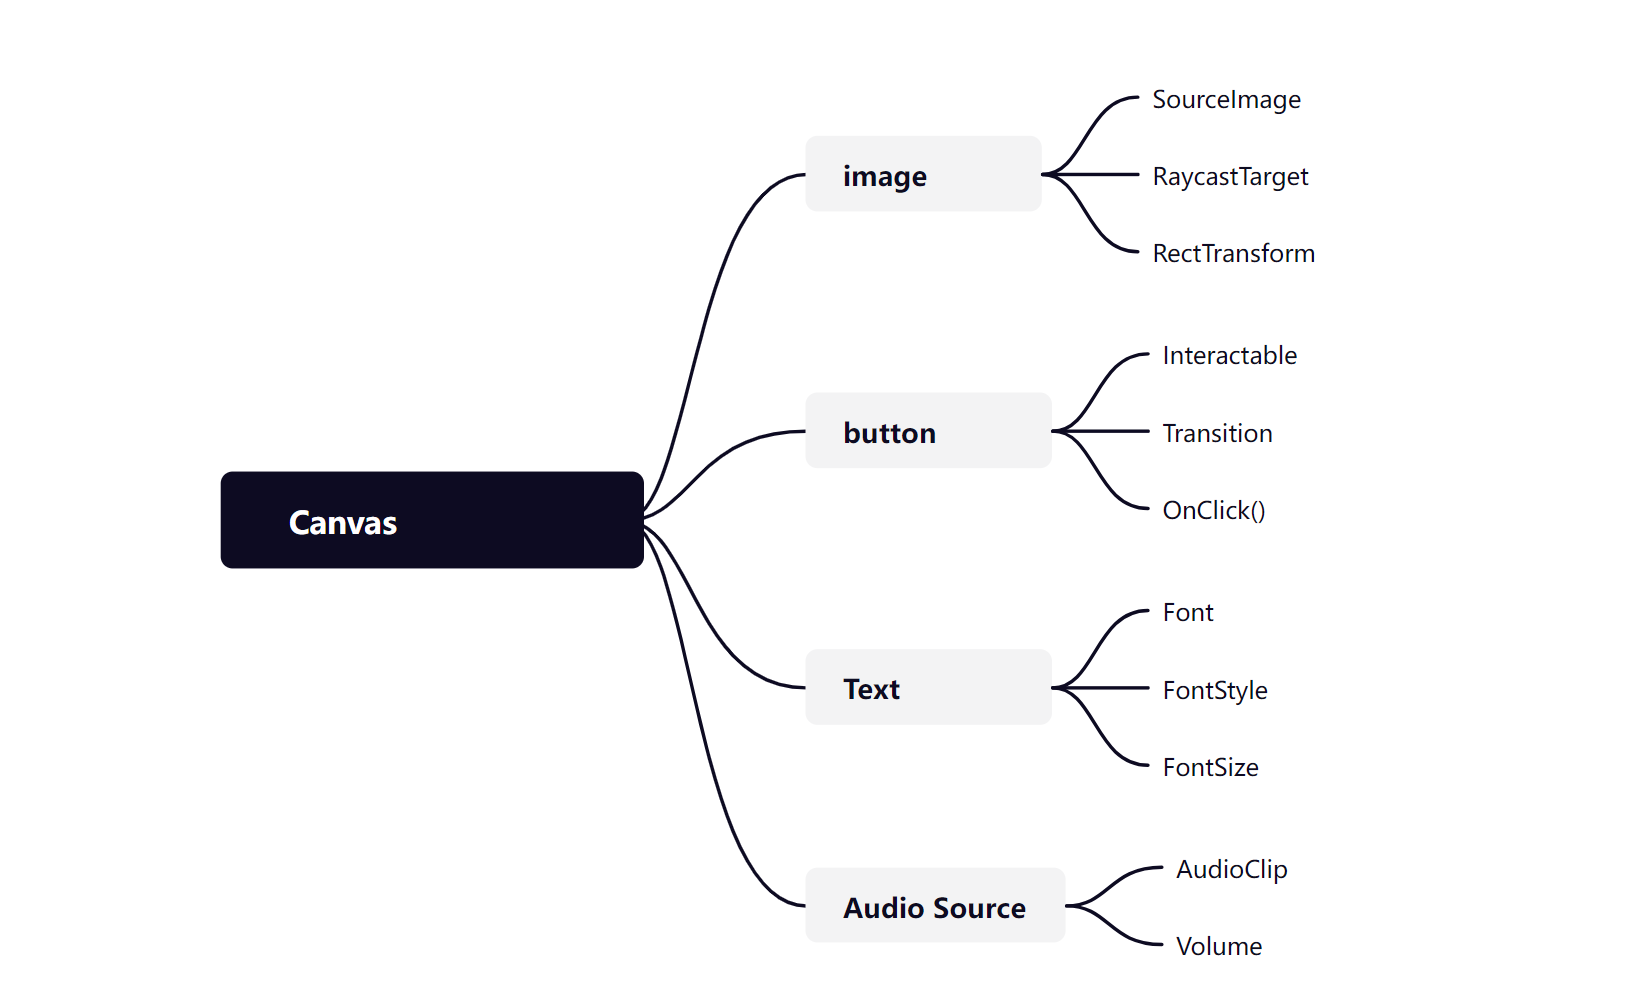 Canvas
image
SourceImage
RaycastTarget
RectTransform
button
Interactable
Transition
OnClick()
Text
Font
FontStyle
FontSize
Audio Source
AudioClip
Volume